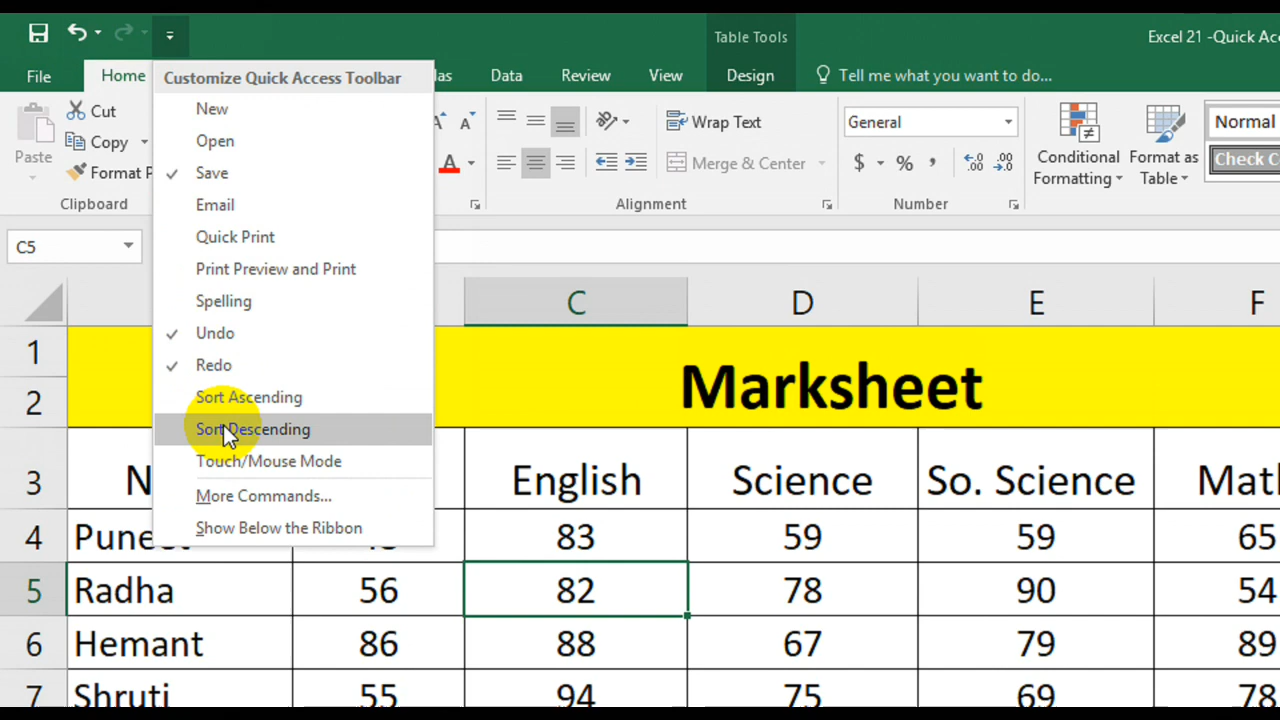 Table Tools
Excel 21 -Quick Acc
File
Home
Data
Review
View
Design
Tell me what you want to do...
Customize Quick Access Toolbar
New
Open
Save
Email
Quick Print
Print Preview and Print
Spelling
Undo
Redo
Sort Ascending
Sort Descending
Touch/Mouse Mode
More Commands...
Show Below the Ribbon
Paste
Cut
Copy
Format P
Clipboard
Wrap Text
Merge & Center
Alignment
General
$ % ,
Number
Conditional
Formatting
Format as
Table
Normal
Check C
C5
C D E F
1
2
Marksheet
3 N English Science So. Science Mat
4 Puneet 83 59 59 65
5 Radha 56 82 78 90 54
6 Hemant 86 88 67 79 89
7 Shruti 55 94 75 69 78